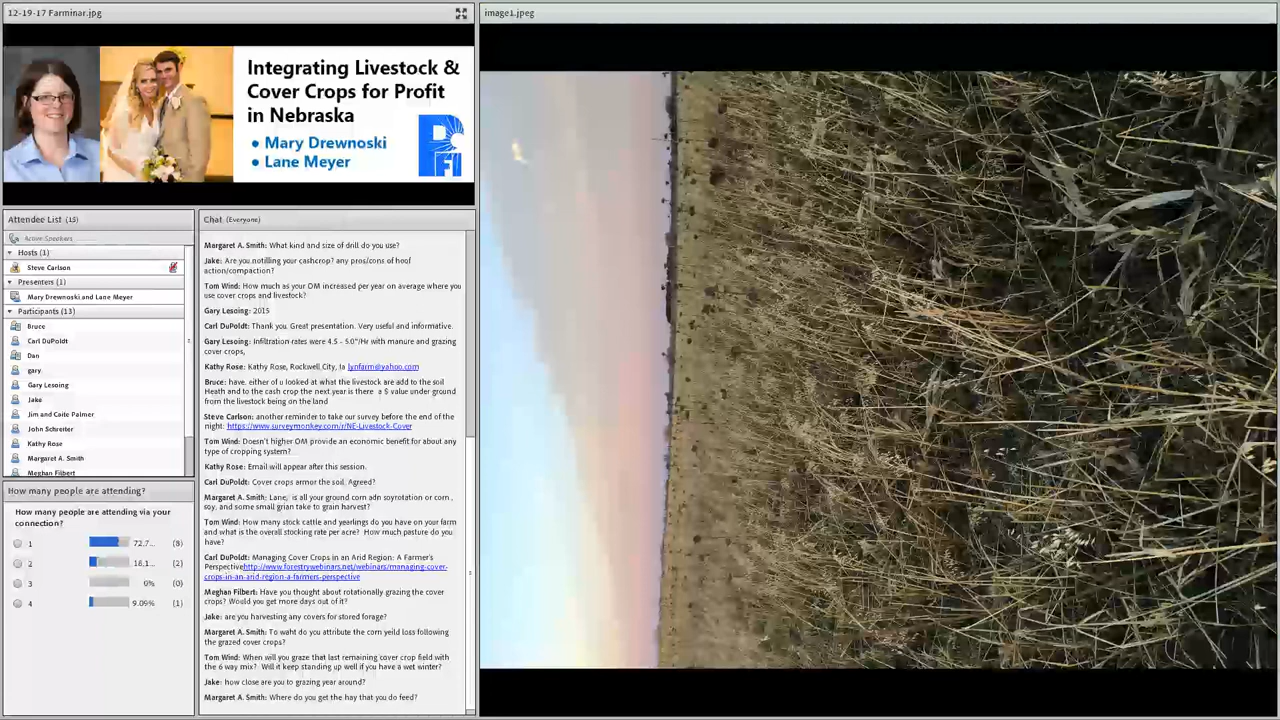 12-19-17 Farminar.jpg
Integrating Livestock &
Cover Crops for Profit
in Nebraska
• Mary Drewnoski
• Lane Meyer
PFI
Attendee List (15)
Active Speakers
Hosts (1)
Steve Carlson
Presenters (1)
Mary Drewnoski and Lane Meyer
Participants (13)
Bruce
Carl DuPoldt
Dan
gary
Gary Lesoing
Jake
Jim and Caite Palmer
John Schreiter
Kathy Rose
Margaret A. Smith
Meghan Filbert
How many people are attending?
How many people are attending via your
connection?
1 72.7... (8)
2 18.1... (2)
3 0% (0)
4 9.09% (1)
Chat (Everyone)
Margaret A. Smith: What kind and size of drill do you use?
Jake: Are you notilling your cashcrop? any pros/cons of hoof
action/compaction?
Tom Wind: How much as your OM increased per year on average where you
use cover crops and livestock?
Gary Lesoing: 2015
Carl DuPoldt: Thank you. Great presentation. Very useful and informative.
Gary Lesoing: Infiltration rates were 4.5 - 5.0"/Hr with manure and grazing
cover crops,
Kathy Rose: Kathy Rose, Rockwell City, Ia lynfarm@yahoo.com
Bruce: have. either of u looked at what the livestock are add to the soil
Heath and to the cash crop the next year is there a $ value under ground
from the livestock being on the land
Steve Carlson: another reminder to take our survey before the end of the
night: https://www.surveymonkey.com/r/NE-Livestock-Cover
Tom Wind: Doesn't higher OM provide an economic benefit for about any
type of cropping system?
Kathy Rose: Email will appear after this session.
Carl DuPoldt: Cover crops armor the soil. Agreed?
Margaret A. Smith: Lane, is all your ground corn adn soyrotation or corn ,
soy, and some small grian take to grain harvest?
Tom Wind: How many stock cattle and yearlings do you have on your farm
and what is the overall stocking rate per acre? How much pasture do you
have?
Carl DuPoldt: Managing Cover Crops in an Arid Region: A Farmer's
Perspectivehttp://www.forestrywebinars.net/webinars/managing-cover-
crops-in-an-arid-region-a-farmers-perspective
Meghan Filbert: Have you thought about rotationally grazing the cover
crops? Would you get more days out of it?
Jake: are you harvesting any covers for stored forage?
Margaret A. Smith: To waht do you attribute the corn yeild loss following
the grazed cover crops?
Tom Wind: When will you graze that last remaining cover crop field with
the 6 way mix? Will it keep standing up well if you have a wet winter?
Jake: how close are you to grazing year around?
Margaret A. Smith: Where do you get the hay that you do feed?
image1.jpeg